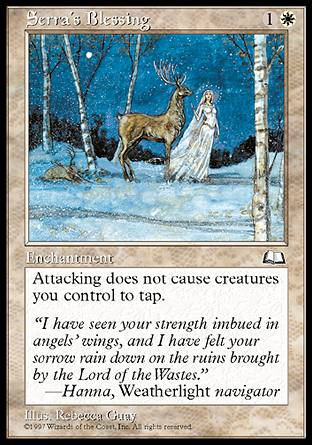 Serra's Blessing 1
Enchantment
Attacking does not cause creatures
you control to tap.
"I have seen your strength imbued in
angels' wings, and I have felt your
sorrow rain down on the ruins brought
by the Lord of the Wastes."
—Hanna, Weatherlight navigator
Illus. Rebecca Guay
©1997 Wizards of the Coast, Inc. All rights reserved.